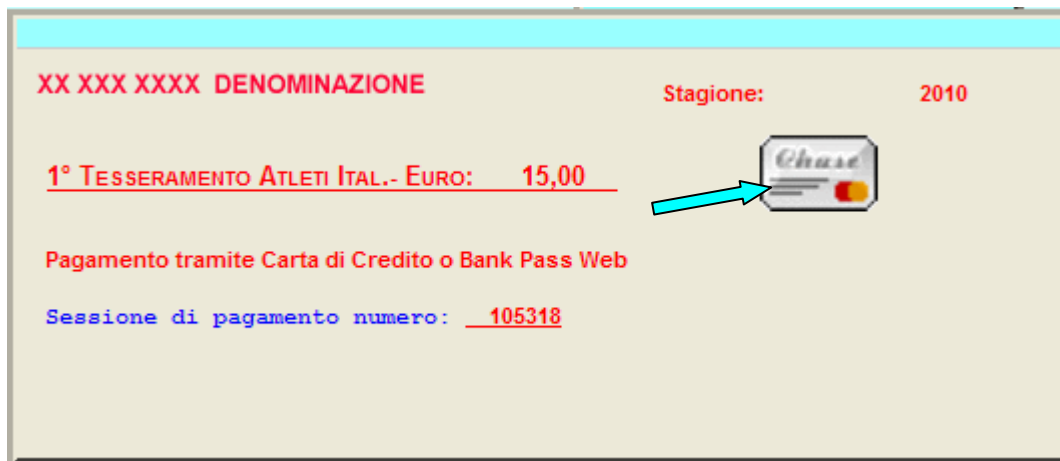 XX XXX XXXX DENOMINAZIONE
Stagione: 2010
1° TESSERAMENTO ATLETI ITAL.- EURO: 15,00
Chase
Pagamento tramite Carta di Credito o Bank Pass Web
Sessione di pagamento numero: 105318